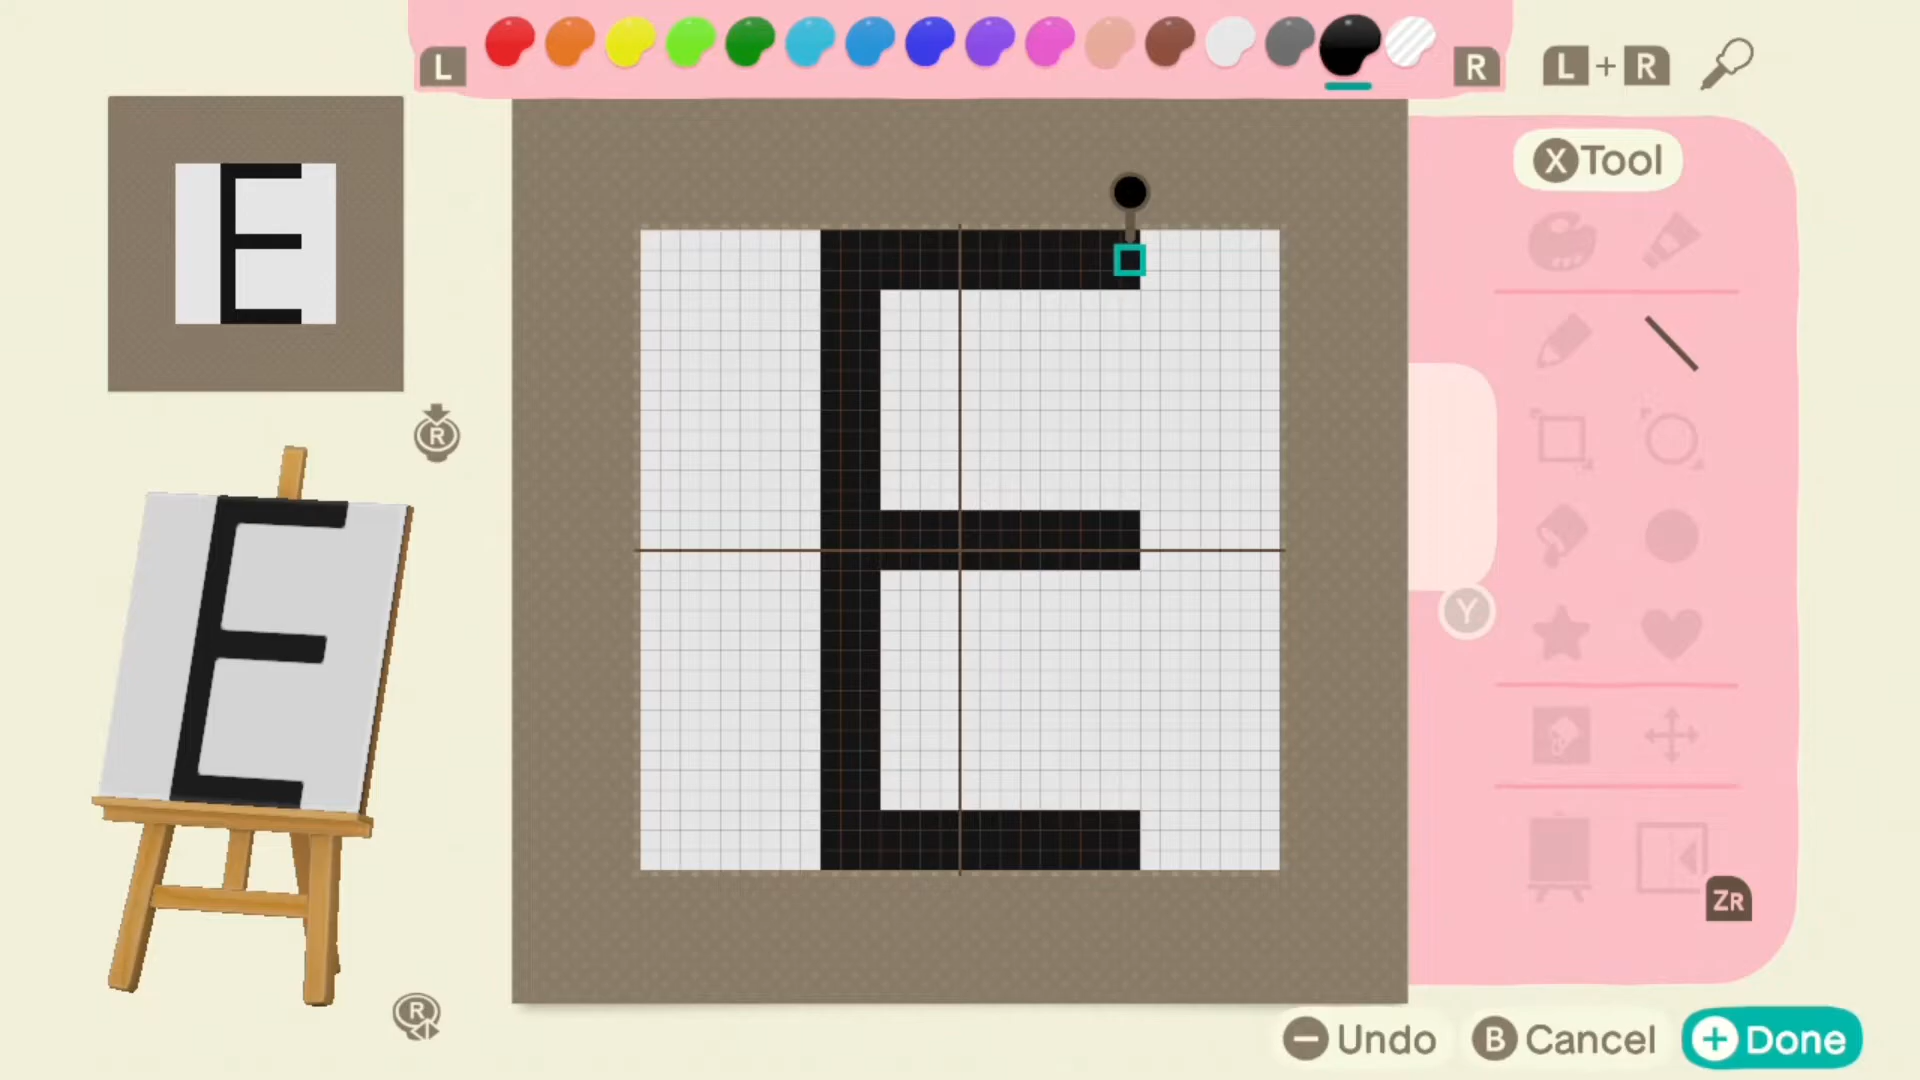 L R L + R
X Tool
E
E
E
R
Y
R
ZR
− Undo B Cancel + Done